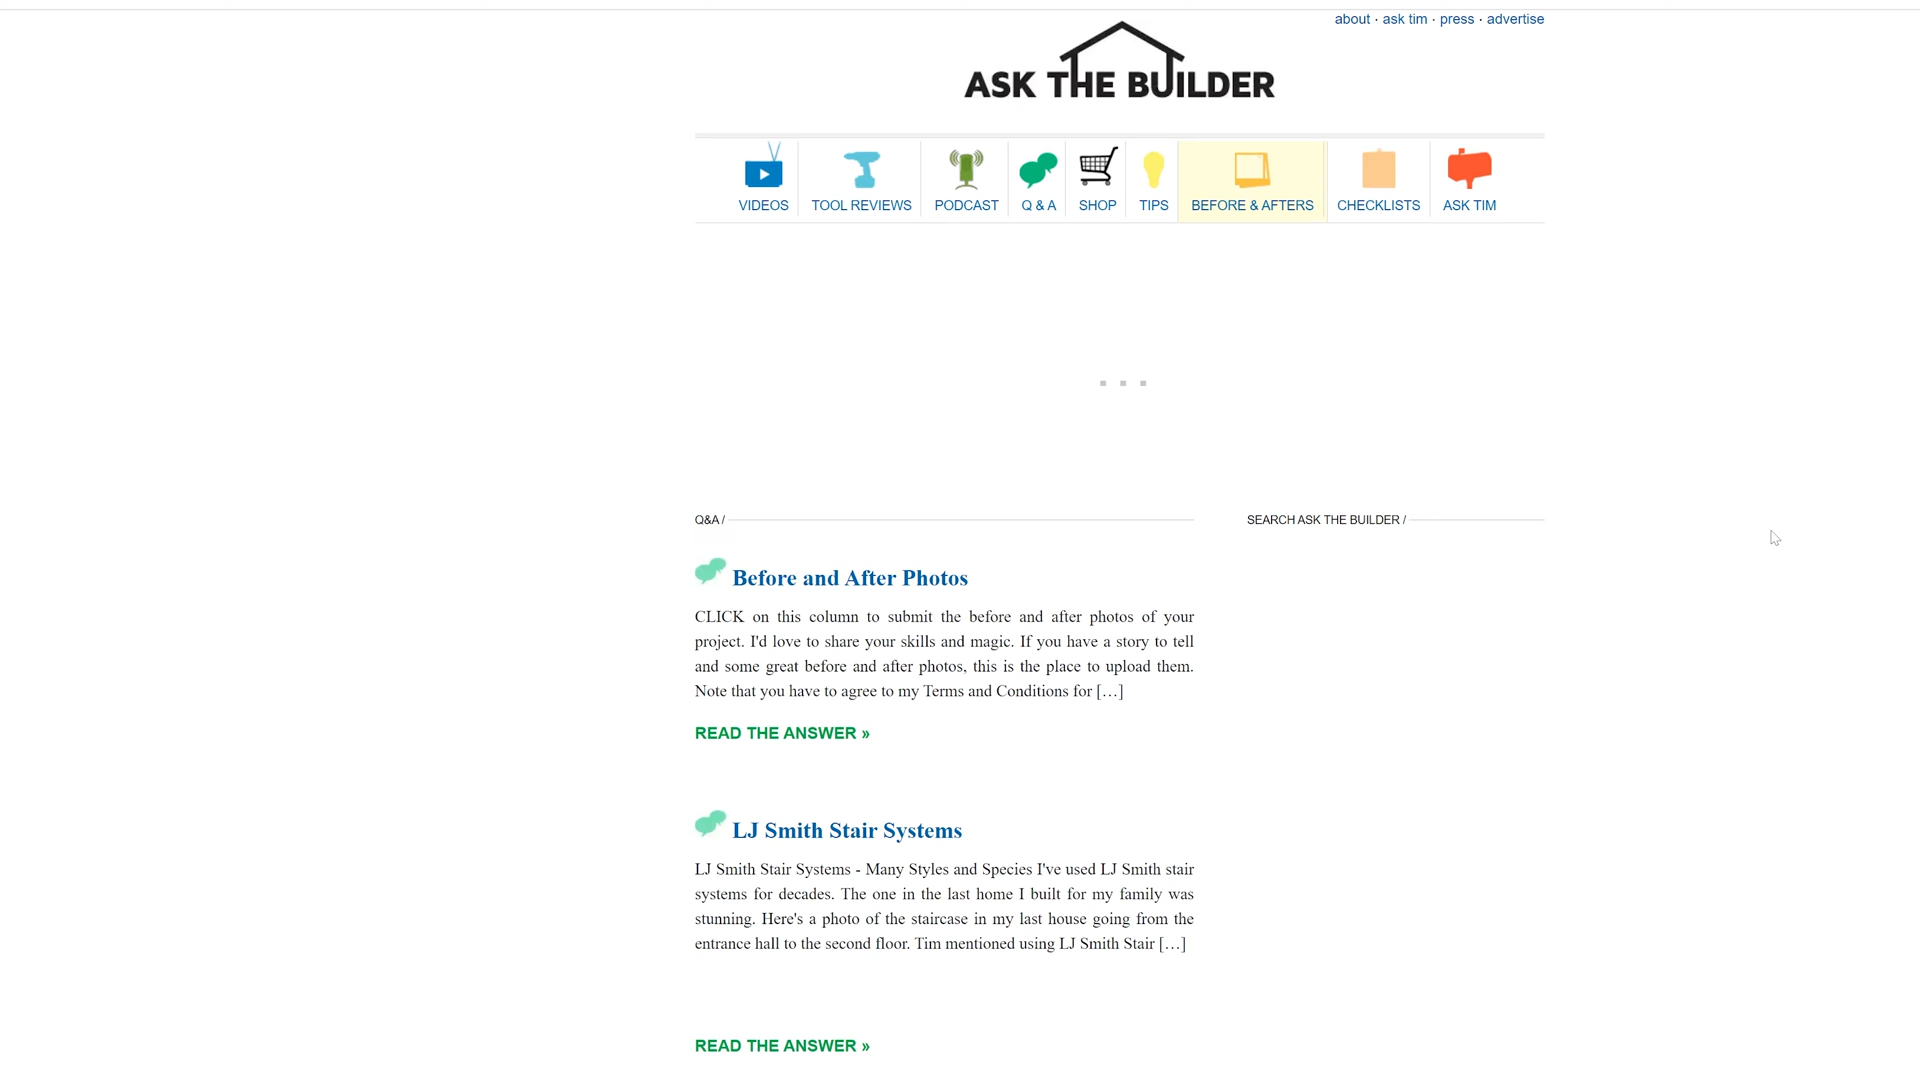 about · ask tim · press · advertise
ASK THE BUILDER
VIDEOS
TOOL REVIEWS
PODCAST
Q & A
SHOP
TIPS
BEFORE & AFTERS
CHECKLISTS
ASK TIM
Q&A /
Before and After Photos
CLICK on this column to submit the before and after photos of your
project. I'd love to share your skills and magic. If you have a story to tell
and some great before and after photos, this is the place to upload them.
Note that you have to agree to my Terms and Conditions for […]
READ THE ANSWER »
LJ Smith Stair Systems
LJ Smith Stair Systems - Many Styles and Species I've used LJ Smith stair
systems for decades. The one in the last home I built for my family was
stunning. Here's a photo of the staircase in my last house going from the
entrance hall to the second floor. Tim mentioned using LJ Smith Stair […]
READ THE ANSWER »
SEARCH ASK THE BUILDER /